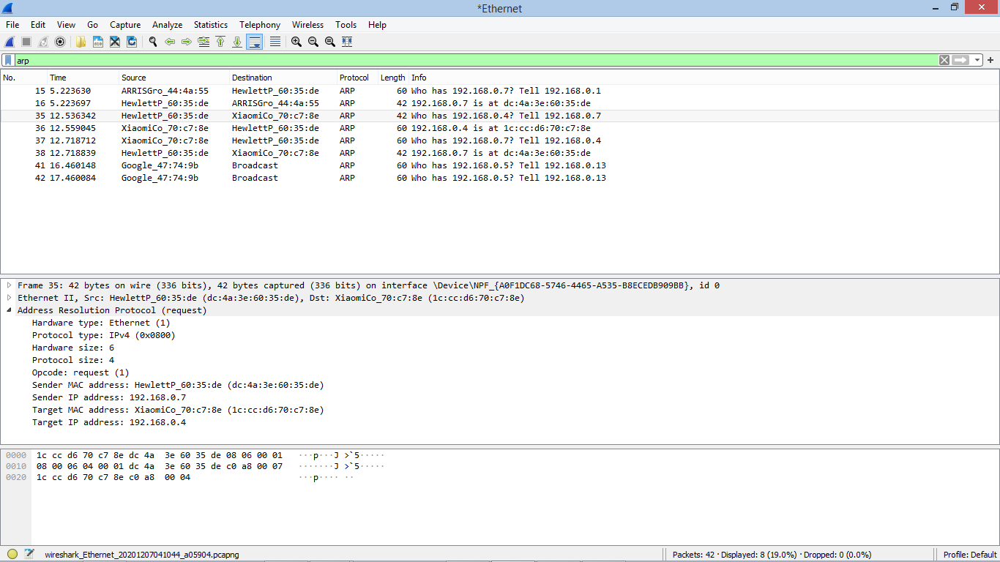 *Ethernet
File Edit View Go Capture Analyze Statistics Telephony Wireless Tools Help
arp
No. Time Source Destination Protocol Length Info
15 5.223630 ARRISGro_44:4a:55 HewlettP_60:35:de ARP 60 Who has 192.168.0.7? Tell 192.168.0.1
16 5.223697 HewlettP_60:35:de ARRISGro_44:4a:55 ARP 42 192.168.0.7 is at dc:4a:3e:60:35:de
35 12.536342 HewlettP_60:35:de XiaomiCo_70:c7:8e ARP 42 Who has 192.168.0.4? Tell 192.168.0.7
36 12.559045 XiaomiCo_70:c7:8e HewlettP_60:35:de ARP 60 192.168.0.4 is at 1c:cc:d6:70:c7:8e
37 12.718712 XiaomiCo_70:c7:8e HewlettP_60:35:de ARP 60 Who has 192.168.0.7? Tell 192.168.0.4
38 12.718839 HewlettP_60:35:de XiaomiCo_70:c7:8e ARP 42 192.168.0.7 is at dc:4a:3e:60:35:de
41 16.460148 Google_47:74:9b Broadcast ARP 60 Who has 192.168.0.5? Tell 192.168.0.13
42 17.460084 Google_47:74:9b Broadcast ARP 60 Who has 192.168.0.5? Tell 192.168.0.13
Frame 35: 42 bytes on wire (336 bits), 42 bytes captured (336 bits) on interface \Device\NPF_{A0F1DC68-5746-4465-A535-B8ECEDB909BB}, id 0
Ethernet II, Src: HewlettP_60:35:de (dc:4a:3e:60:35:de), Dst: XiaomiCo_70:c7:8e (1c:cc:d6:70:c7:8e)
Address Resolution Protocol (request)
Hardware type: Ethernet (1)
Protocol type: IPv4 (0x0800)
Hardware size: 6
Protocol size: 4
Opcode: request (1)
Sender MAC address: HewlettP_60:35:de (dc:4a:3e:60:35:de)
Sender IP address: 192.168.0.7
Target MAC address: XiaomiCo_70:c7:8e (1c:cc:d6:70:c7:8e)
Target IP address: 192.168.0.4
0000 1c cc d6 70 c7 8e dc 4a 3e 60 35 de 08 06 00 01 ···p···J >`5·····
0010 08 00 06 04 00 01 dc 4a 3e 60 35 de c0 a8 00 07 ·······J >`5·····
0020 1c cc d6 70 c7 8e c0 a8 00 04 ···p···· ··
wireshark_Ethernet_20201207041044_a05904.pcapng
Packets: 42 · Displayed: 8 (19.0%) · Dropped: 0 (0.0%)
Profile: Default